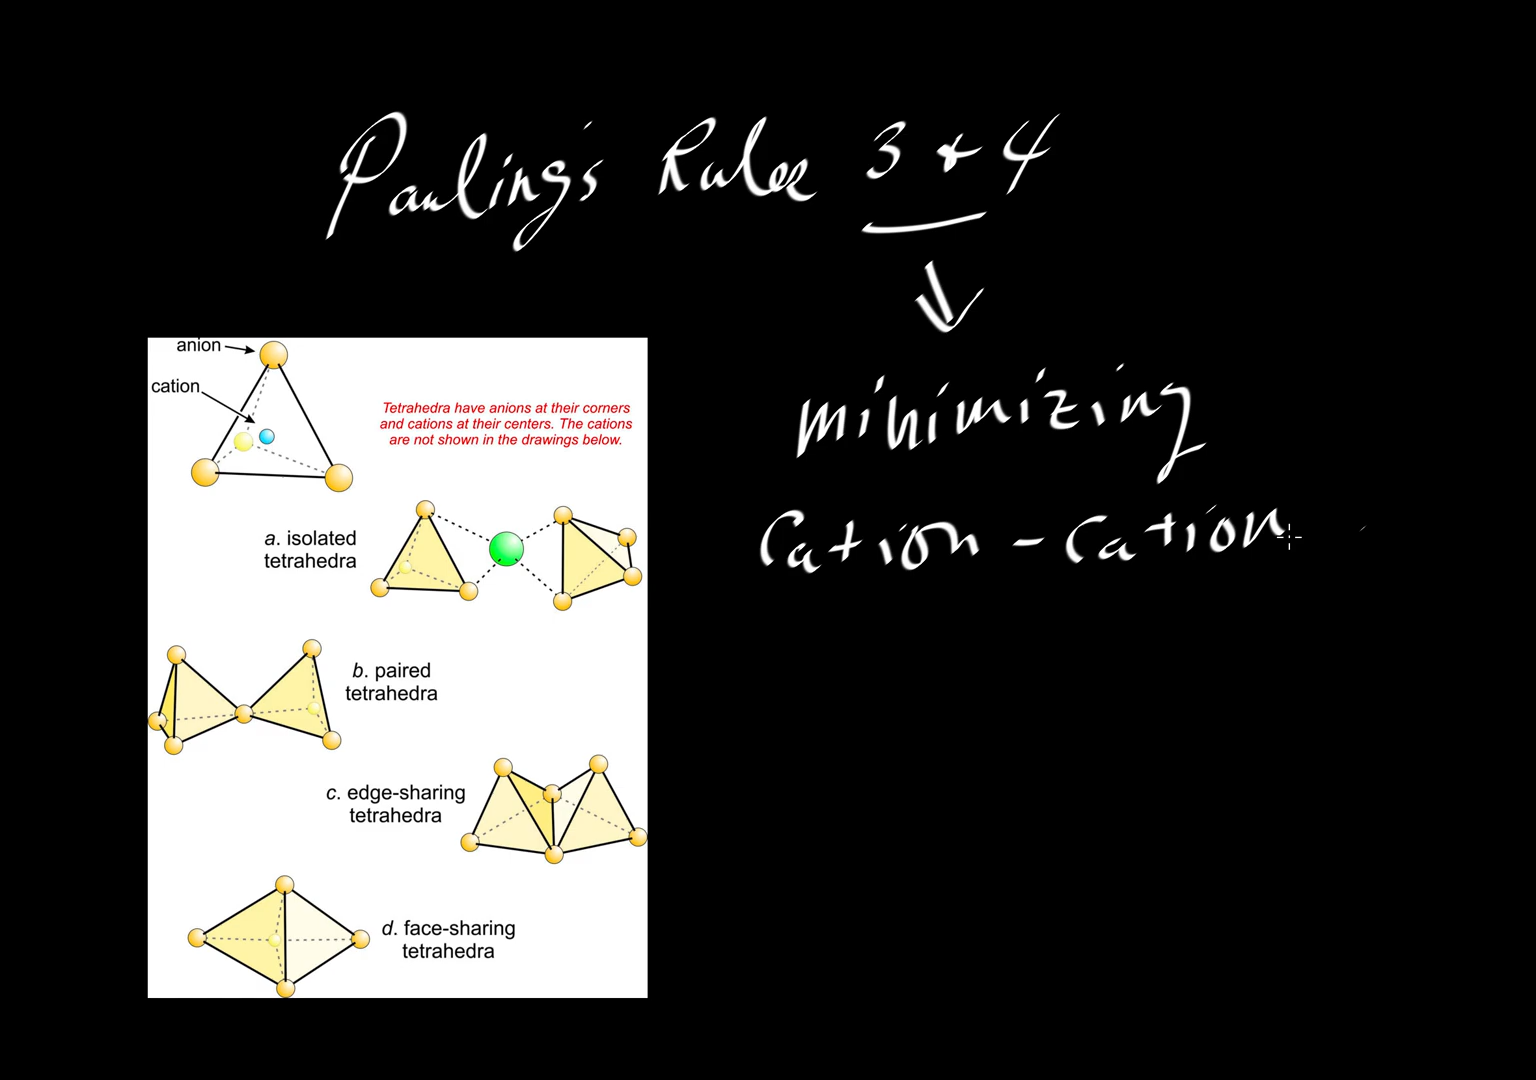 Pauling's Rules 3 & 4
minimizing
Cation - Cation
anion
cation
Tetrahedra have anions at their corners
and cations at their centers. The cations
are not shown in the drawings below.
a. isolated
tetrahedra
b. paired
tetrahedra
c. edge-sharing
tetrahedra
d. face-sharing
tetrahedra